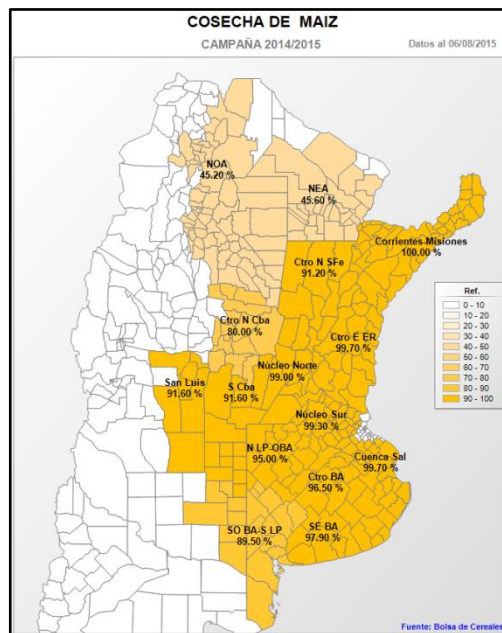 COSECHA DE MAIZ
CAMPAÑA 2014/2015
Datos al 06/08/2015
NOA
45.20 %
NEA
45.60 %
Corrientes-Misiones
100.00 %
Ctro N SFe
91.20 %
Ref.
0 - 10
10 - 20
20 - 30
30 - 40
40 - 50
50 - 60
60 - 70
70 - 80
80 - 90
90 - 100
Ctro N Cba
80.00 %
Ctro E ER
99.70 %
Núcleo Norte
99.00 %
San Luis
91.60 %
S Cba
91.60 %
Núcleo Sur
99.30 %
N LP-OBA
95.00 %
Cuenca Sal
99.70 %
Ctro BA
96.50 %
SO BA-S LP
89.50 %
SE BA
97.90 %
Fuente: Bolsa de Cereales